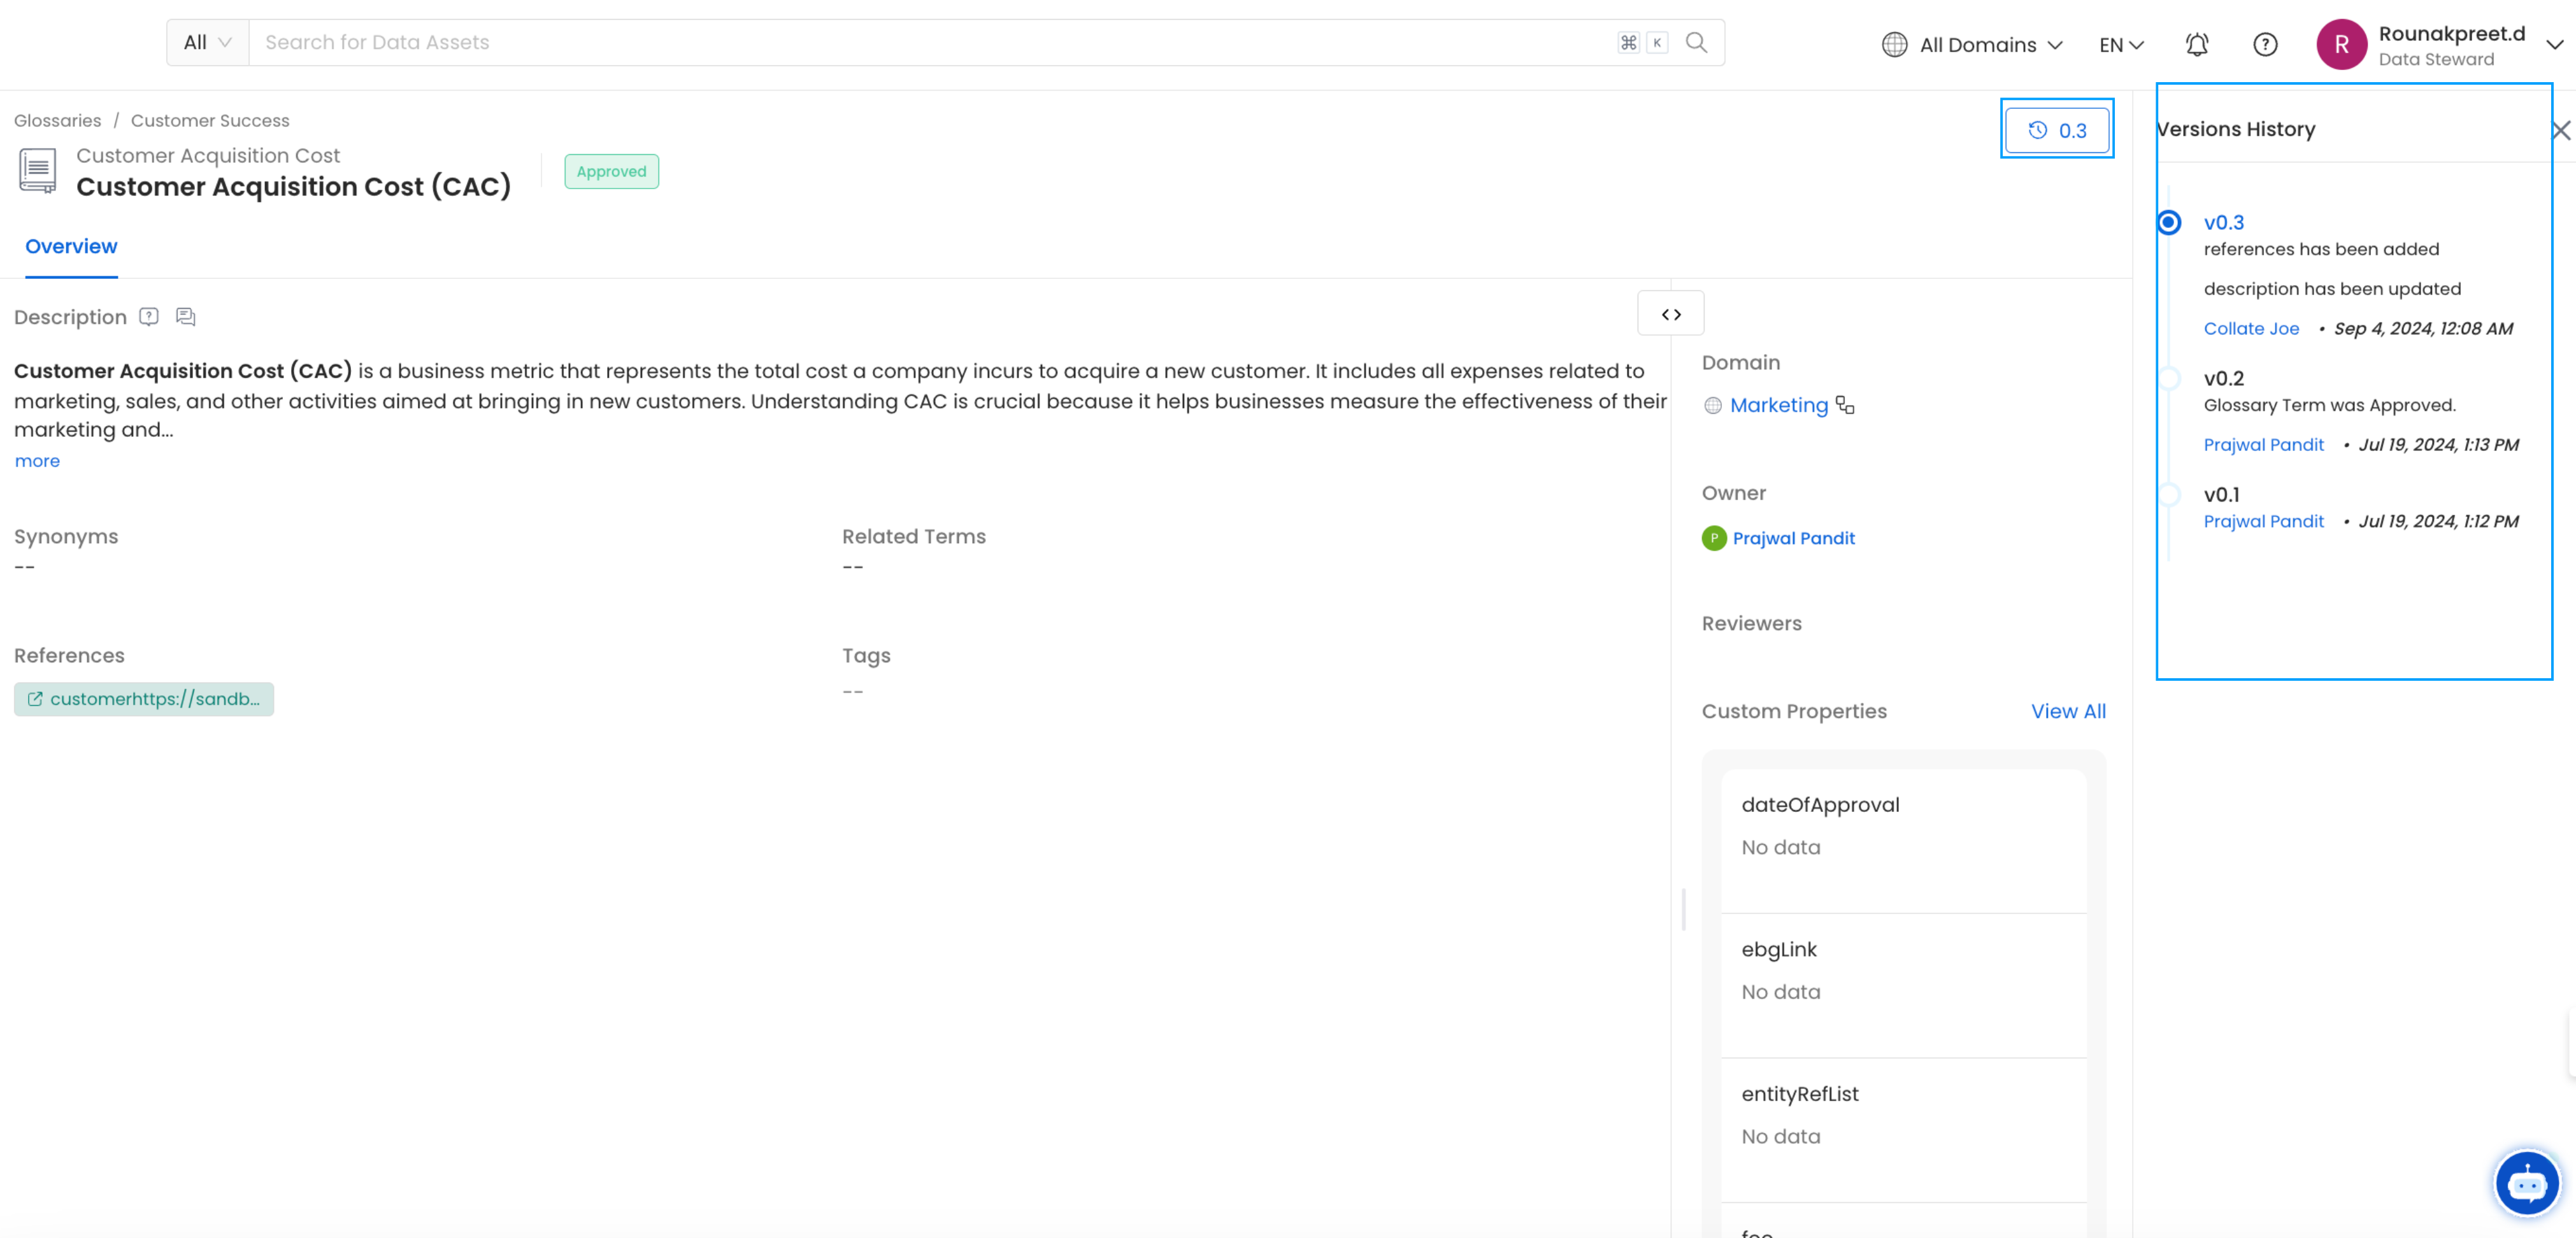 All
Search for Data Assets
⌘ K
All Domains
EN
R
Rounakpreet.d
Data Steward
Glossaries / Customer Success
Customer Acquisition Cost
Customer Acquisition Cost (CAC)
Approved
0.3
Overview
Description
Customer Acquisition Cost (CAC) is a business metric that represents the total cost a company incurs to acquire a new customer. It includes all expenses related to
marketing, sales, and other activities aimed at bringing in new customers. Understanding CAC is crucial because it helps businesses measure the effectiveness of their
marketing and...
more
Synonyms
--
Related Terms
--
References
customerhttps://sandb...
Tags
--
Domain
Marketing
Owner
P Prajwal Pandit
Reviewers
Custom Properties
View All
dateOfApproval
No data
ebgLink
No data
entityRefList
No data
Versions History
v0.3
references has been added
description has been updated
Collate Joe • Sep 4, 2024, 12:08 AM
v0.2
Glossary Term was Approved.
Prajwal Pandit • Jul 19, 2024, 1:13 PM
v0.1
Prajwal Pandit • Jul 19, 2024, 1:12 PM